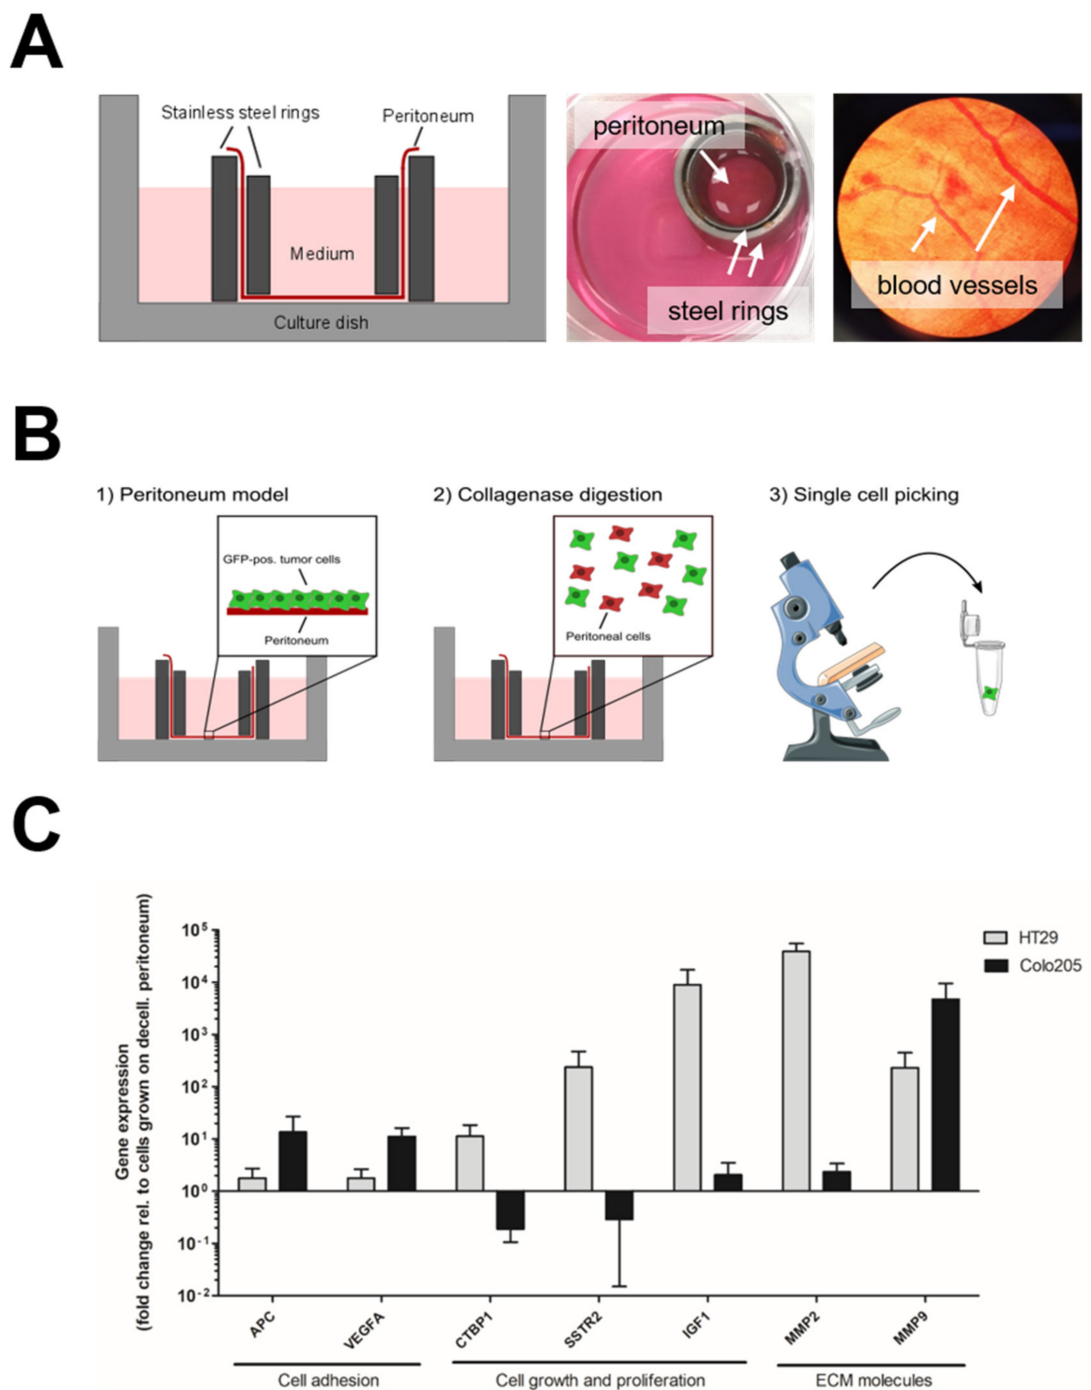 A
Stainless steel rings
Peritoneum
Medium
Culture dish
peritoneum
steel rings
blood vessels
B
1) Peritoneum model
GFP-pos. tumor cells
Peritoneum
2) Collagenase digestion
Peritoneal cells
3) Single cell picking
C
Gene expression
(fold change rel. to cells grown on decell. peritoneum)
10⁵
10⁴
10³
10²
10¹
10⁰
10⁻¹
10⁻²
HT29
Colo205
APC
VEGFA
CTBP1
SSTR2
IGF1
MMP2
MMP9
Cell adhesion
Cell growth and proliferation
ECM molecules